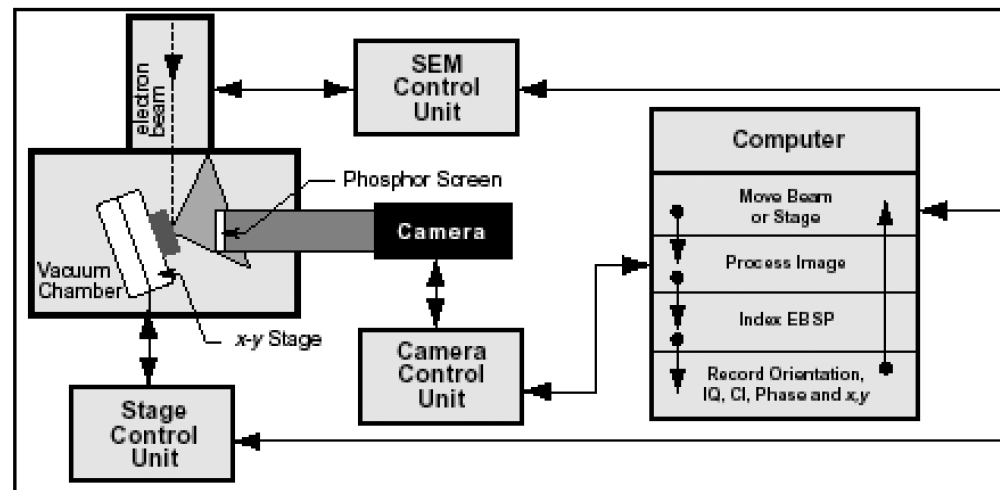 electron
beam
SEM
Control
Unit
Phosphor Screen
Camera
Vacuum
Chamber
x-y Stage
Stage
Control
Unit
Camera
Control
Unit
Computer
Move Beam
or Stage
Process Image
Index EBSP
Record Orientation,
IQ, CI, Phase and x,y